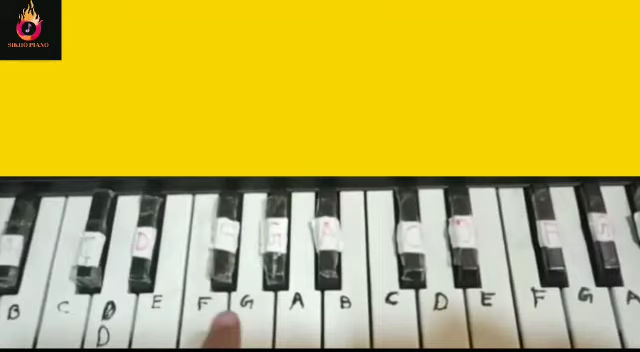 SIKHO PIANO
D G A C
B C D E F G A B C D E F G A
D